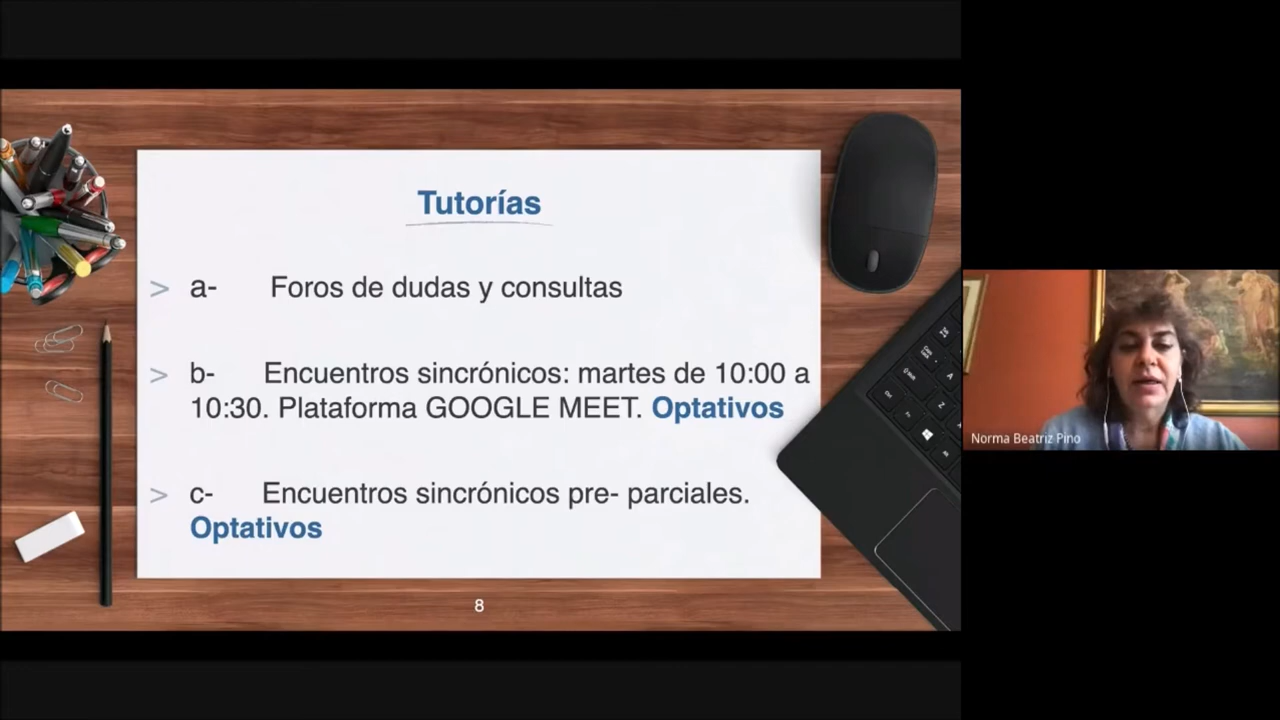 Tutorías
> a- Foros de dudas y consultas
> b- Encuentros sincrónicos: martes de 10:00 a
10:30. Plataforma GOOGLE MEET. Optativos
> c- Encuentros sincrónicos pre- parciales.
Optativos
8
Norma Beatriz Pino